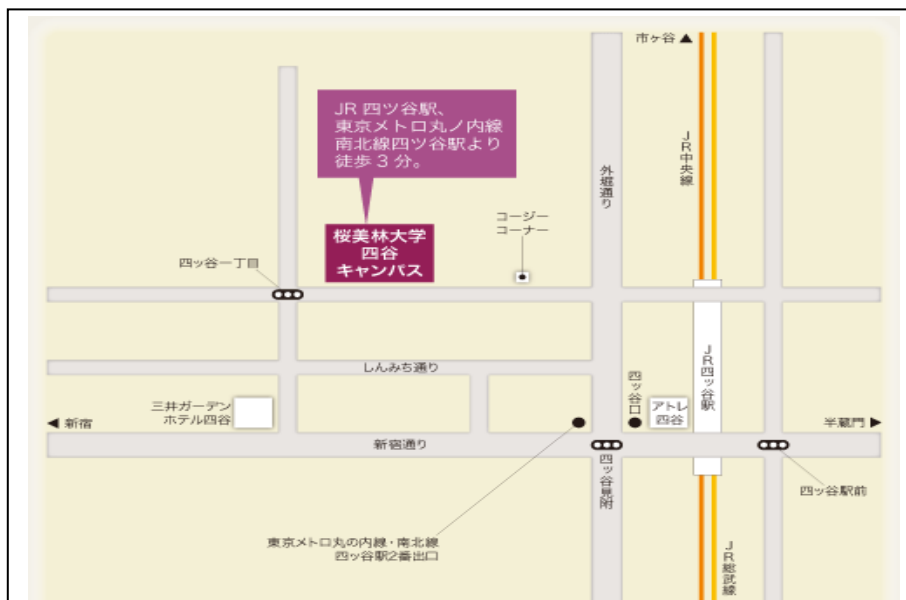 市ヶ谷▲
JR 四ツ谷駅、
東京メトロ丸ノ内線
南北線四ツ谷駅より
徒歩 3 分。
JR中央線
外堀通り
コージー
コーナー
桜美林大学
四谷
キャンパス
四ッ谷一丁目
しんみち通り
JR四ッ谷駅
四ッ谷口
アトレ
四谷
三井ガーデン
ホテル四谷
◀ 新宿
半蔵門 ▶
新宿通り
四ッ谷見附
四ッ谷駅前
東京メトロ丸の内線・南北線
四ッ谷駅2番出口
JR総武線